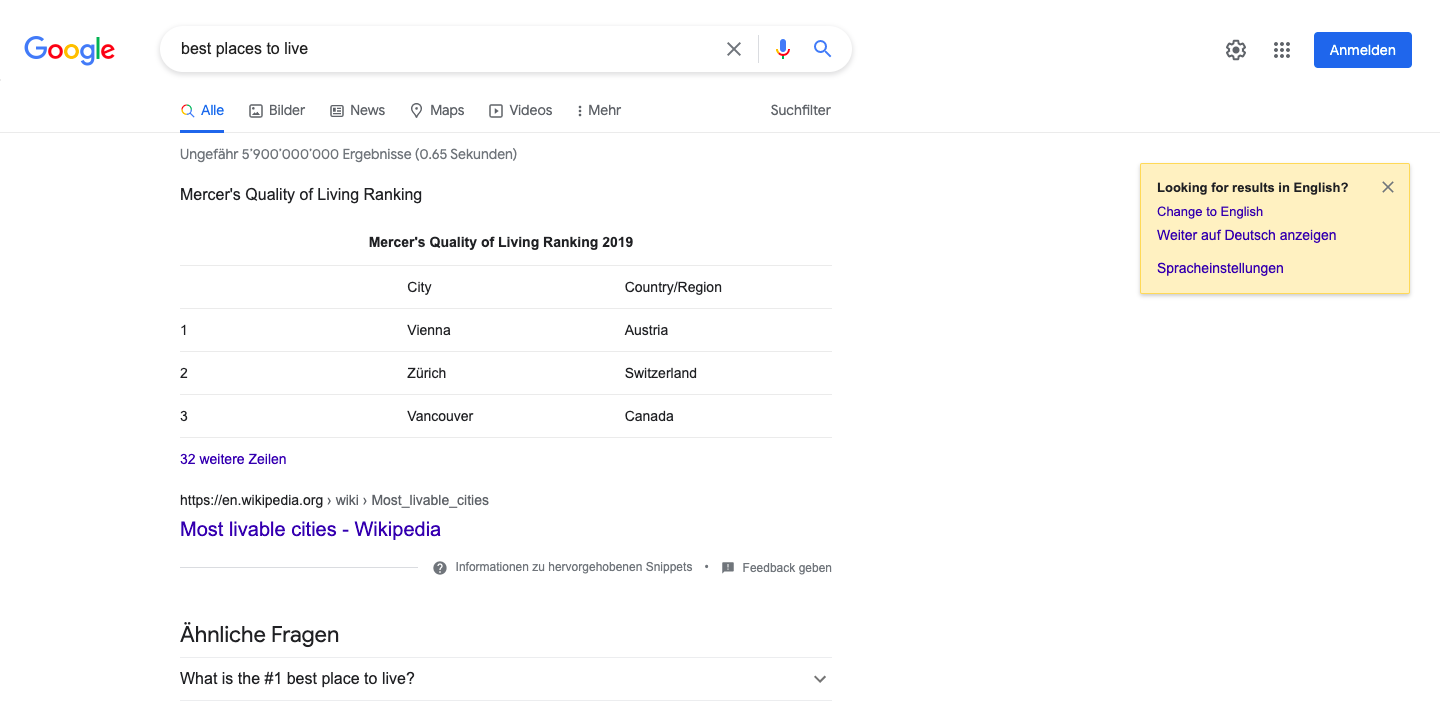 Google
best places to live
Anmelden
Alle
Bilder
News
Maps
Videos
Mehr
Suchfilter
Ungefähr 5’900’000’000 Ergebnisse (0.65 Sekunden)
Looking for results in English?
Change to English
Weiter auf Deutsch anzeigen
Spracheinstellungen
Mercer's Quality of Living Ranking
Mercer's Quality of Living Ranking 2019
City Country/Region
1 Vienna Austria
2 Zürich Switzerland
3 Vancouver Canada
32 weitere Zeilen
https://en.wikipedia.org › wiki › Most_livable_cities
Most livable cities - Wikipedia
Informationen zu hervorgehobenen Snippets • Feedback geben
Ähnliche Fragen
What is the #1 best place to live?